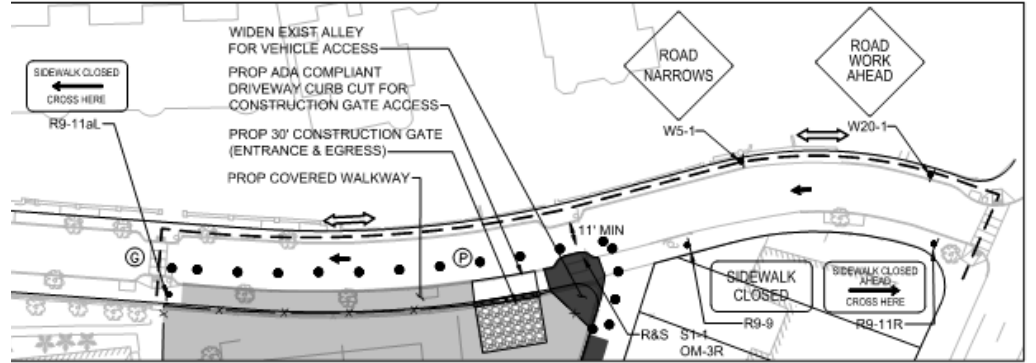 WIDEN EXIST ALLEY
FOR VEHICLE ACCESS
PROP ADA COMPLIANT
DRIVEWAY CURB CUT FOR
CONSTRUCTION GATE ACCESS
PROP 30' CONSTRUCTION GATE
(ENTRANCE & EGRESS)
PROP COVERED WALKWAY
SIDEWALK CLOSED
CROSS HERE
R9-11aL
ROAD
NARROWS
W5-1
ROAD
WORK
AHEAD
W20-1
11' MIN
G
P
SIDEWALK
CLOSED
R9-9
SIDEWALK CLOSED
AHEAD
CROSS HERE
R9-11R
R&S S1-1
OM-3R